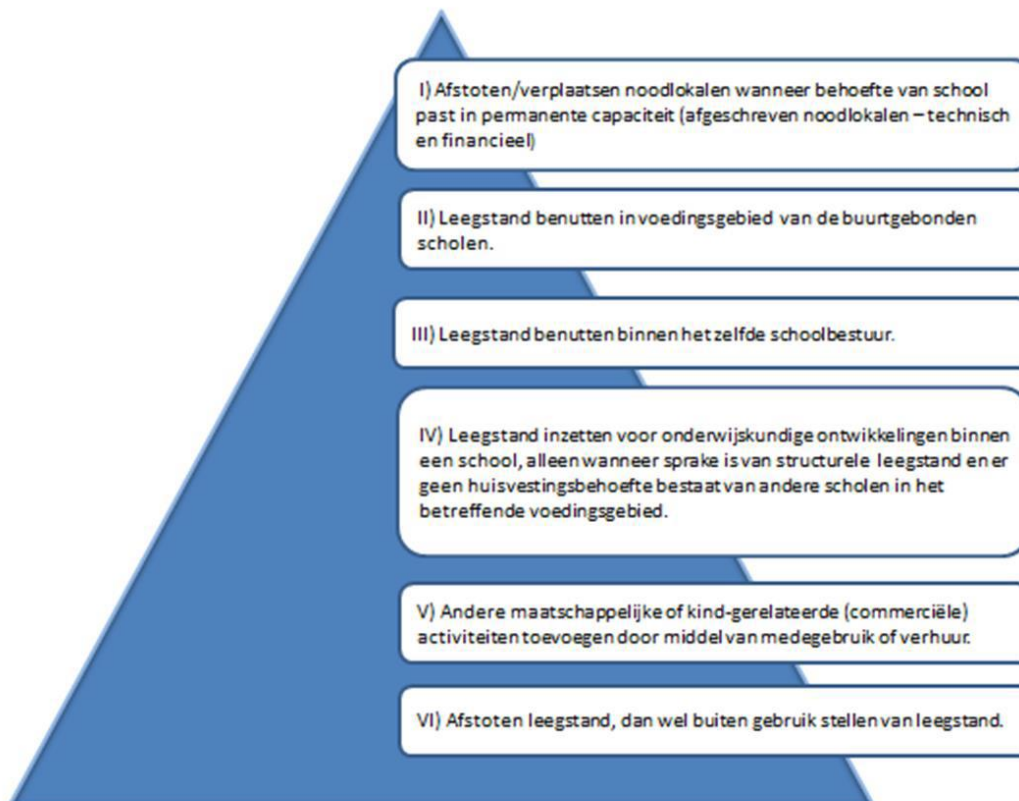 I) Afstoten/verplaatsen noodlokalen wanneer behoefte van school
past in permanente capaciteit (afgeschreven noodlokalen – technisch
en financieel)
II) Leegstand benutten in voedingsgebied van de buurtgebonden
scholen.
III) Leegstand benutten binnen het zelfde schoolbestuur.
IV) Leegstand inzetten voor onderwijskundige ontwikkelingen binnen
een school, alleen wanneer sprake is van structurele leegstand en er
geen huisvestingsbehoefte bestaat van andere scholen in het
betreffende voedingsgebied.
V) Andere maatschappelijke of kind-gerelateerde (commerciële)
activiteiten toevoegen door middel van medegebruik of verhuur.
VI) Afstoten leegstand, dan wel buiten gebruik stellen van leegstand.